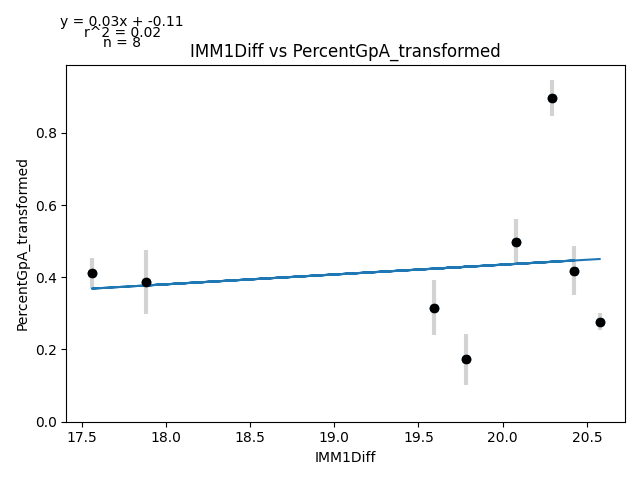 y = 0.03x + -0.11
r^2 = 0.02
n = 8
IMM1Diff vs PercentGpA_transformed
PercentGpA_transformed
0.8
0.6
0.4
0.2
0.0
17.5 18.0 18.5 19.0 19.5 20.0 20.5
IMM1Diff